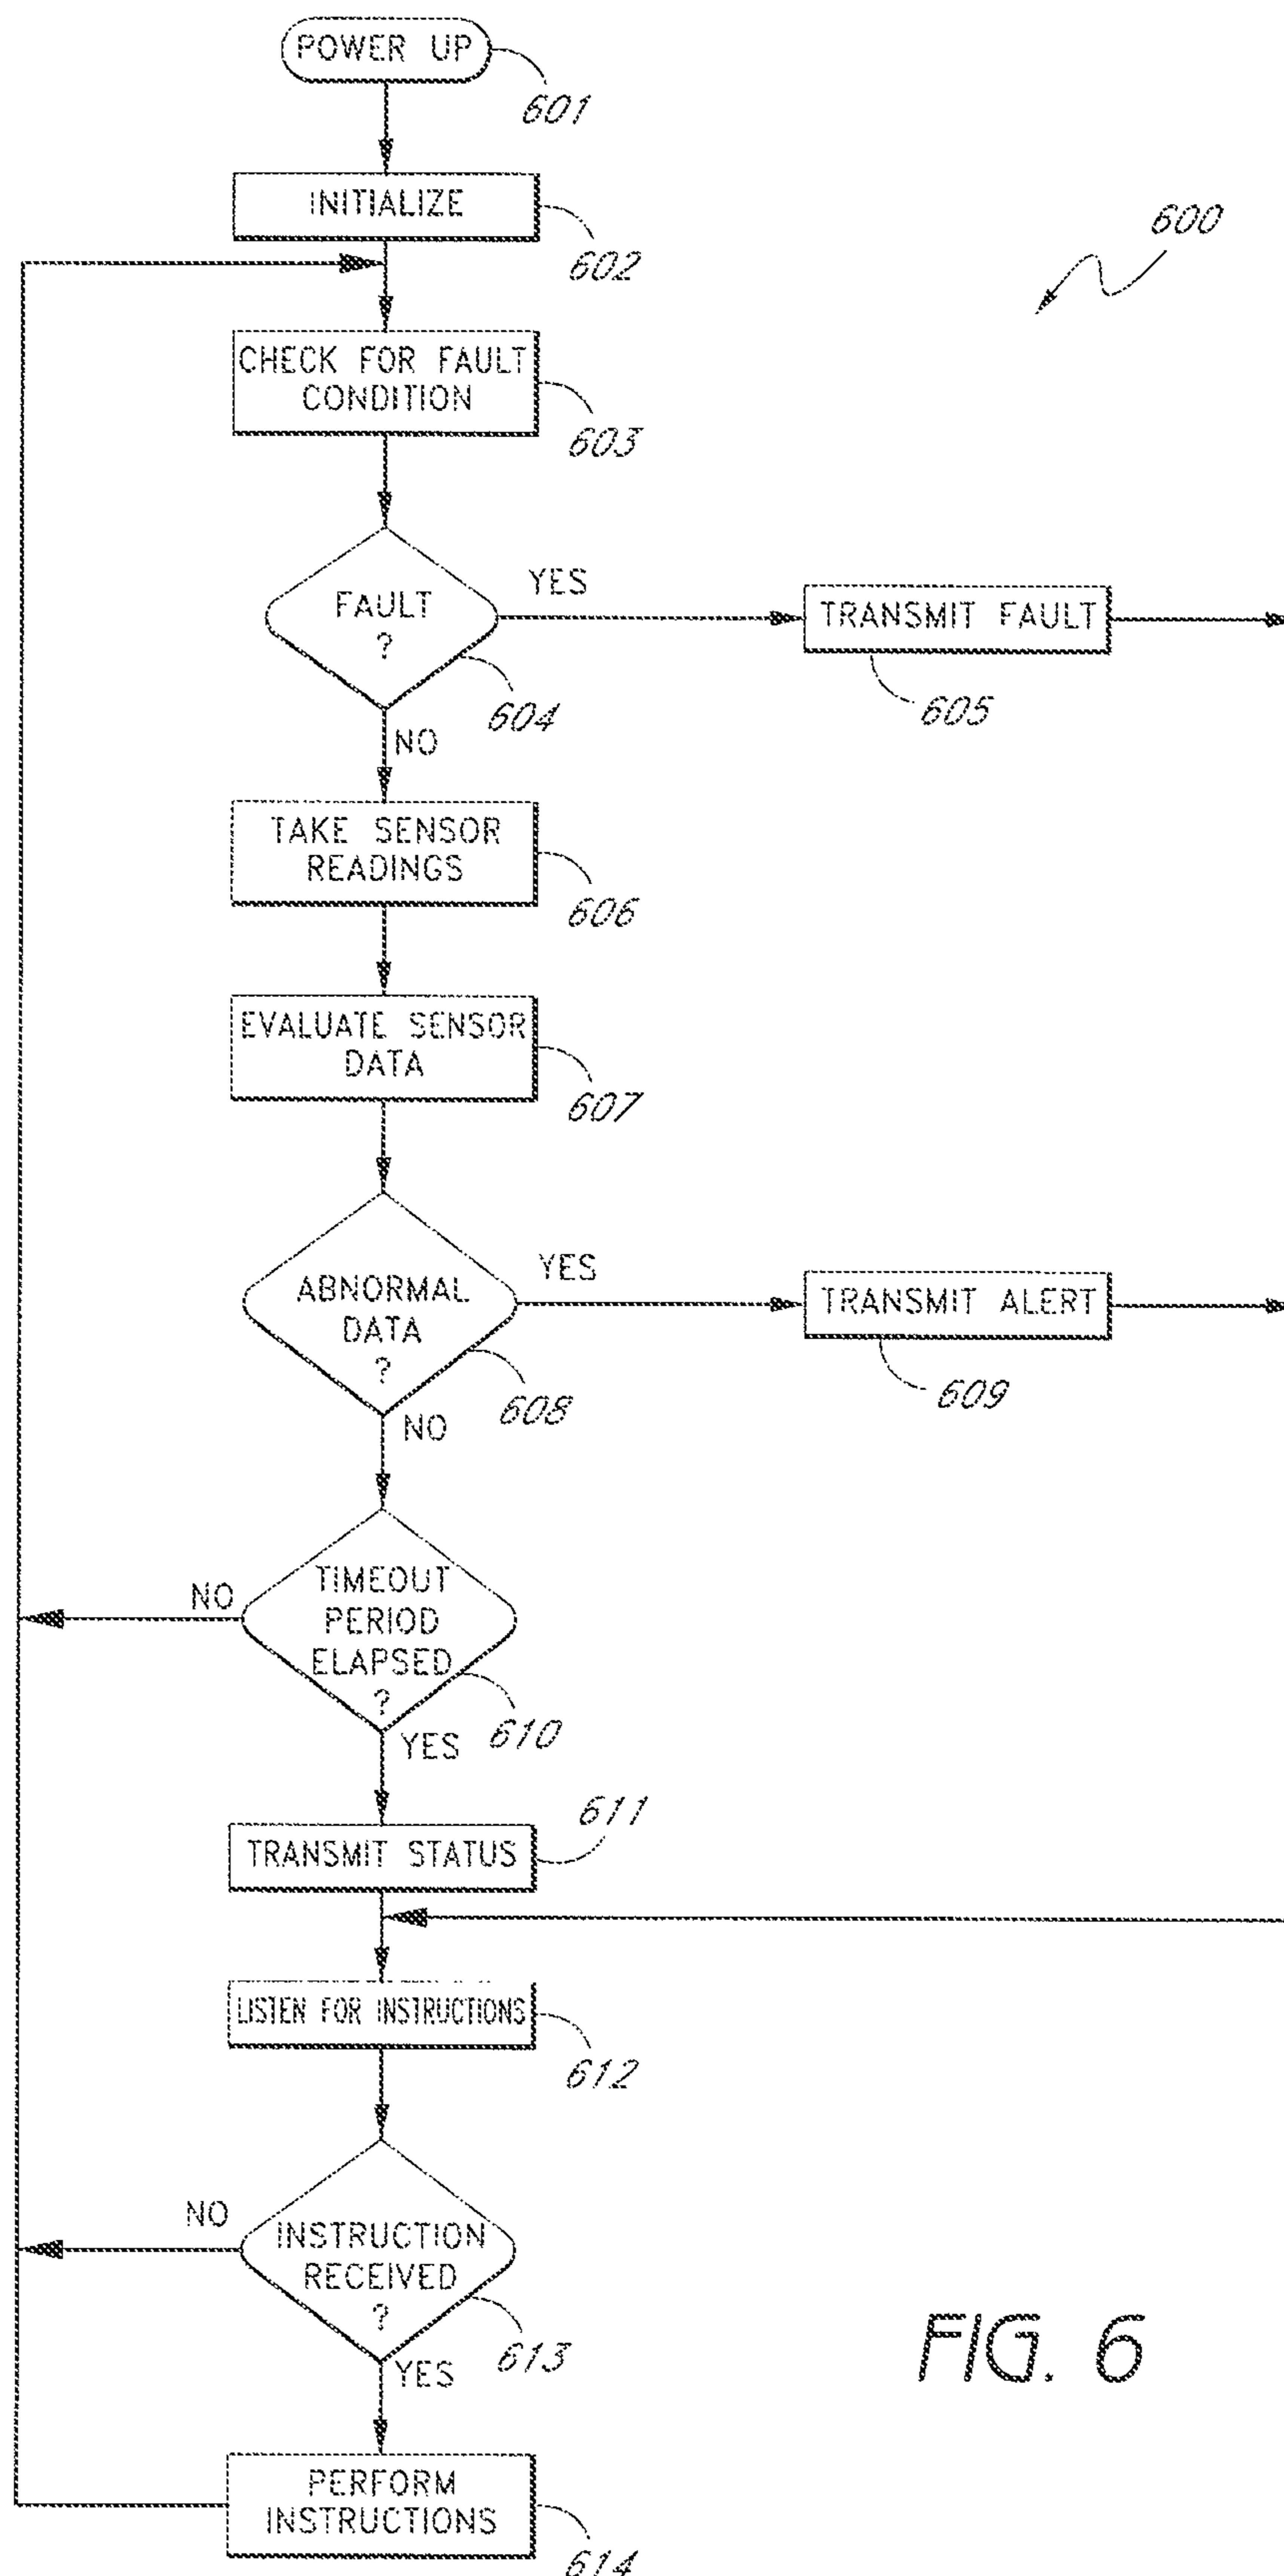 POWER UP
601
INITIALIZE
602
600
CHECK FOR FAULT
CONDITION
603
FAULT
?
YES
604
NO
TRANSMIT FAULT
605
TAKE SENSOR
READINGS
606
EVALUATE SENSOR
DATA
607
ABNORMAL
DATA
?
YES
608
NO
TRANSMIT ALERT
609
TIMEOUT
PERIOD
ELAPSED
?
NO
610
YES
611
TRANSMIT STATUS
LISTEN FOR INSTRUCTIONS
612
INSTRUCTION
RECEIVED
?
NO
613
YES
PERFORM
INSTRUCTIONS
614
FIG. 6